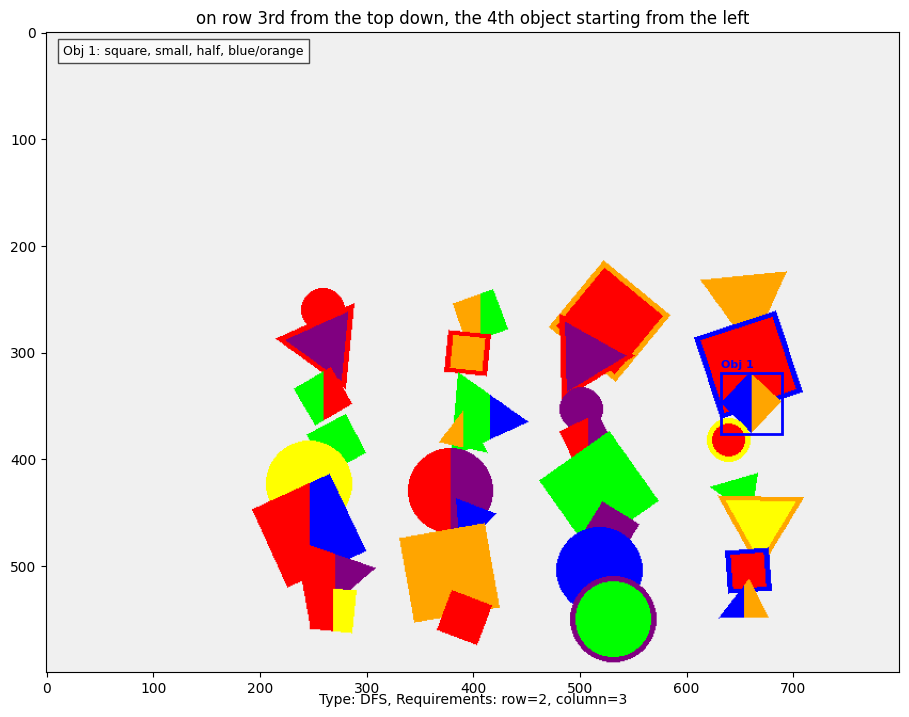 on row 3rd from the top down, the 4th object starting from the left
Obj 1: square, small, half, blue/orange
Obj 1
0
100
200
300
400
500
0 100 200 300 400 500 600 700
Type: DFS, Requirements: row=2, column=3